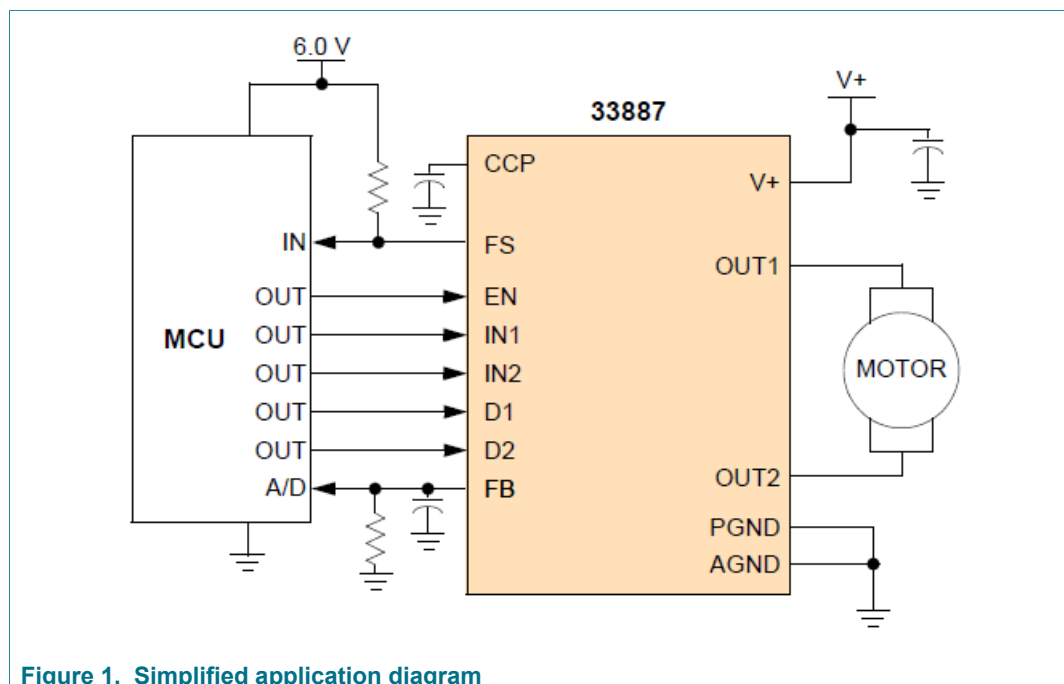 6.0 V
V+
33887
CCP
V+
IN
FS
OUT1
OUT
EN
MCU
OUT
IN1
OUT
IN2
MOTOR
OUT
D1
OUT
D2
A/D
FB
OUT2
PGND
AGND
Figure 1. Simplified application diagram